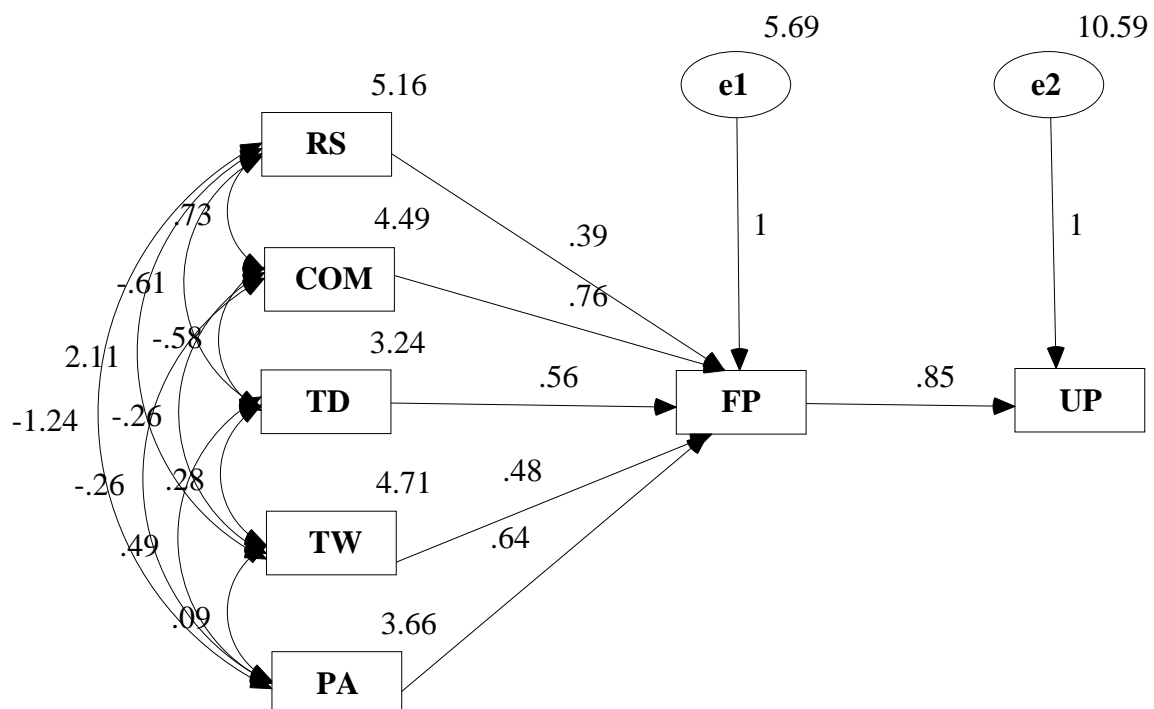 5.69
10.59
e1
e2
5.16
RS
.73
4.49
.39
1
1
COM
-.61
.76
-.58
3.24
2.11
TD
.56
FP
.85
UP
-1.24
-.26
-.26
.28
4.71
.48
TW
.64
.49
.09
3.66
PA